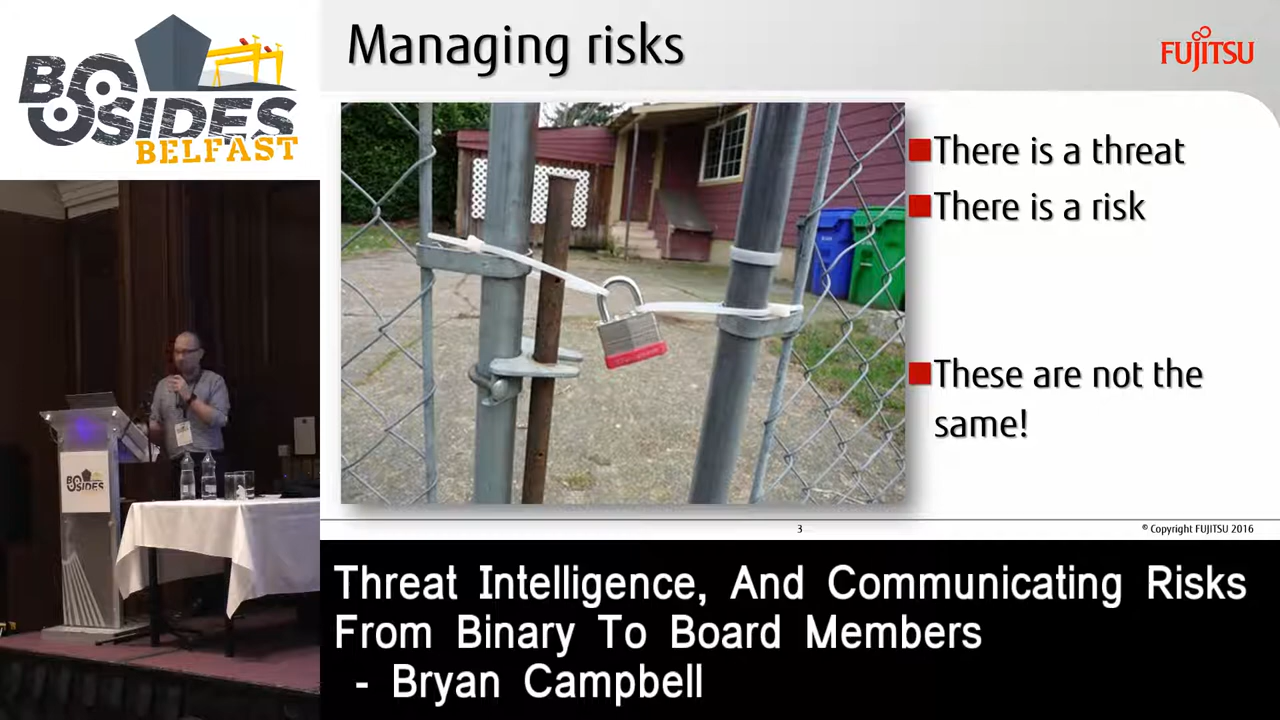 BSIDES
BELFAST
Managing risks
FUJITSU
There is a threat
There is a risk
These are not the
same!
3
© Copyright FUJITSU 2016
BSIDES
Threat Intelligence, And Communicating Risks
From Binary To Board Members
- Bryan Campbell